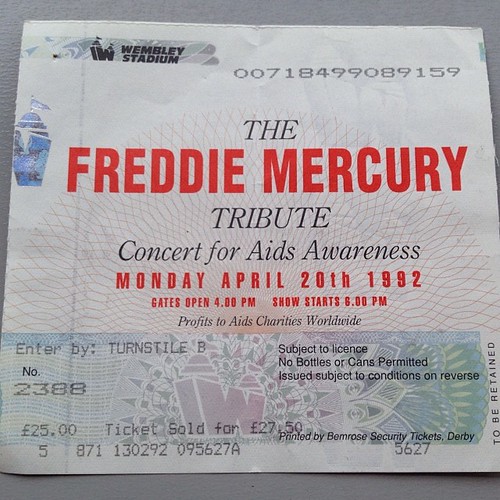 WEMBLEY
STADIUM
00718499089159
THE
FREDDIE MERCURY
TRIBUTE
Concert for Aids Awareness
MONDAY APRIL 20th 1992
GATES OPEN 4.00 PM SHOW STARTS 6.00 PM
Profits to Aids Charities Worldwide
Enter by: TURNSTILE B
Subject to licence
No. No Bottles or Cans Permitted
2388 Issued subject to conditions on reverse
£25.00 Ticket Sold for £27.50
Printed by Bemrose Security Tickets, Derby
5 871 130292 095627A 5627
TO BE RETAINED